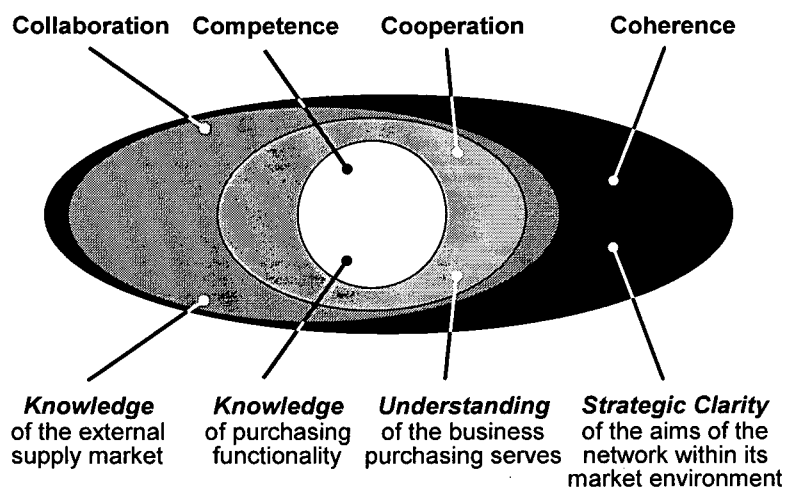 Collaboration Competence Cooperation Coherence
Knowledge
of the external
supply market
Knowledge
of purchasing
functionality
Understanding
of the business
purchasing serves
Strategic Clarity
of the aims of the
network within its
market environment